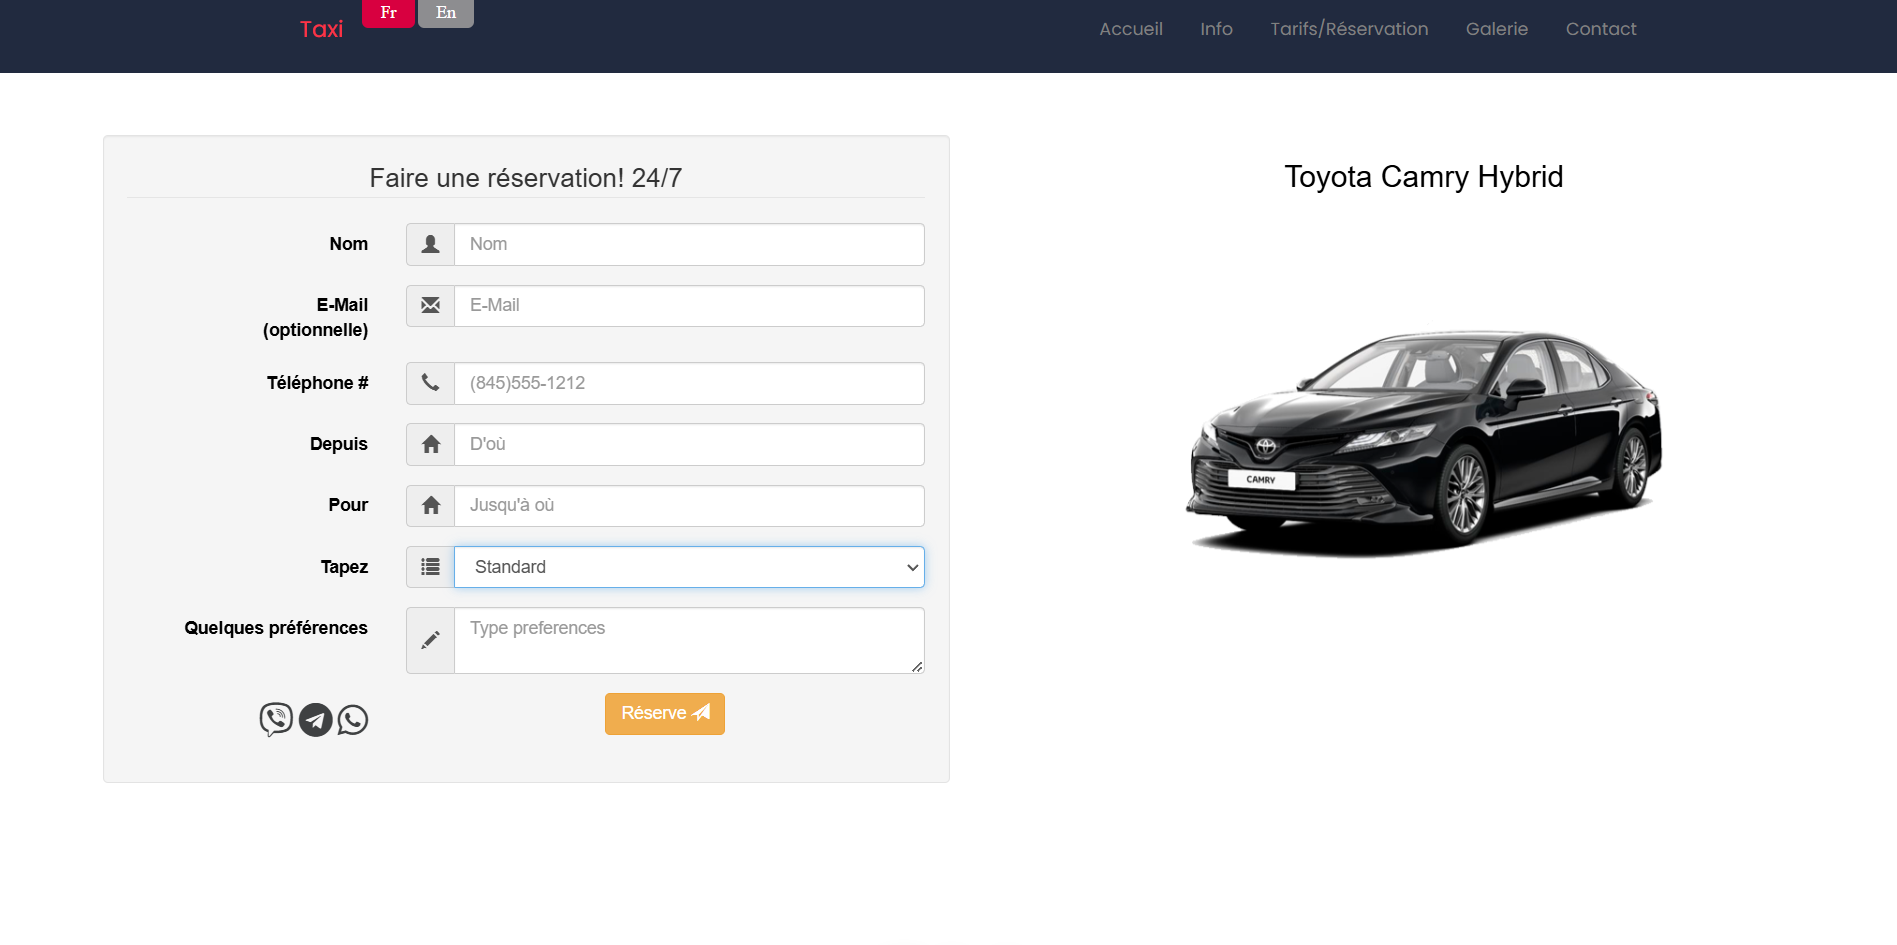 Taxi
Fr
En
Accueil
Info
Tarifs/Réservation
Galerie
Contact
Faire une réservation! 24/7
Nom
Nom
E-Mail
(optionnelle)
E-Mail
Téléphone #
(845)555-1212
Depuis
D'où
Pour
Jusqu'à où
Tapez
Standard
Quelques préférences
Type preferences
Réserve
Toyota Camry Hybrid
CAMRY